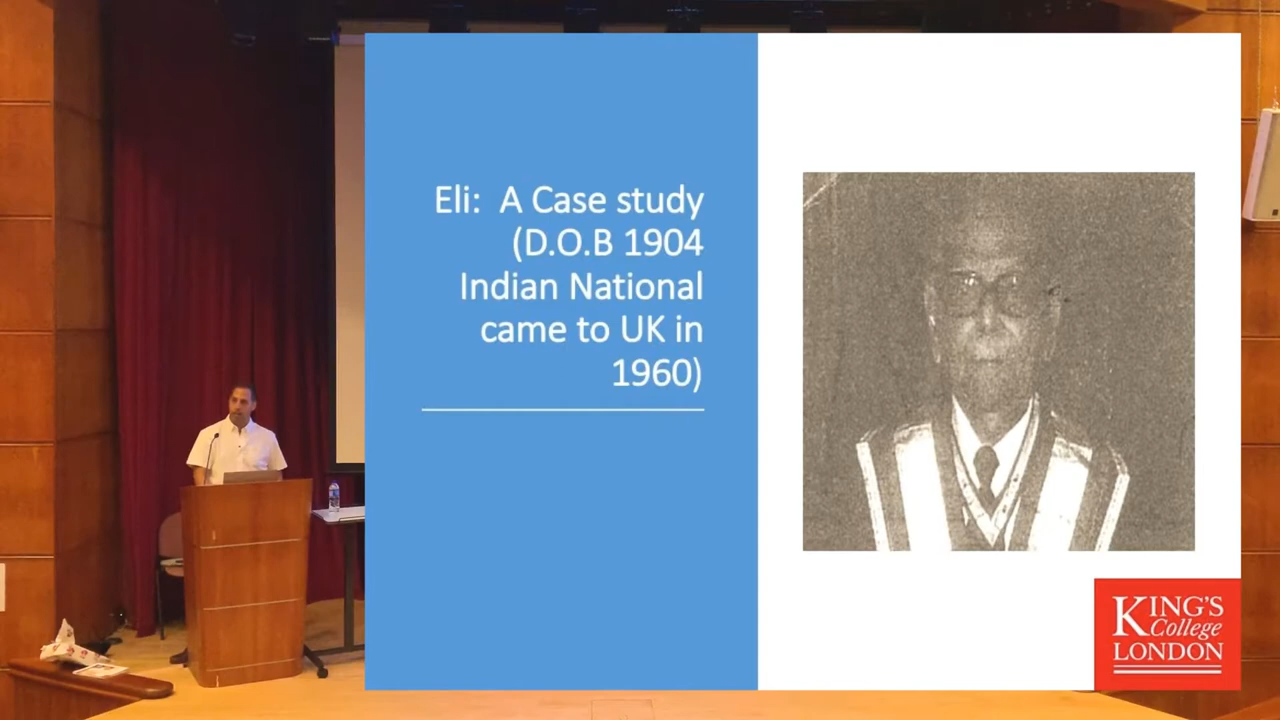 Eli:  A Case study
(D.O.B 1904
Indian National
came to UK in
1960)
KING'S
College
LONDON